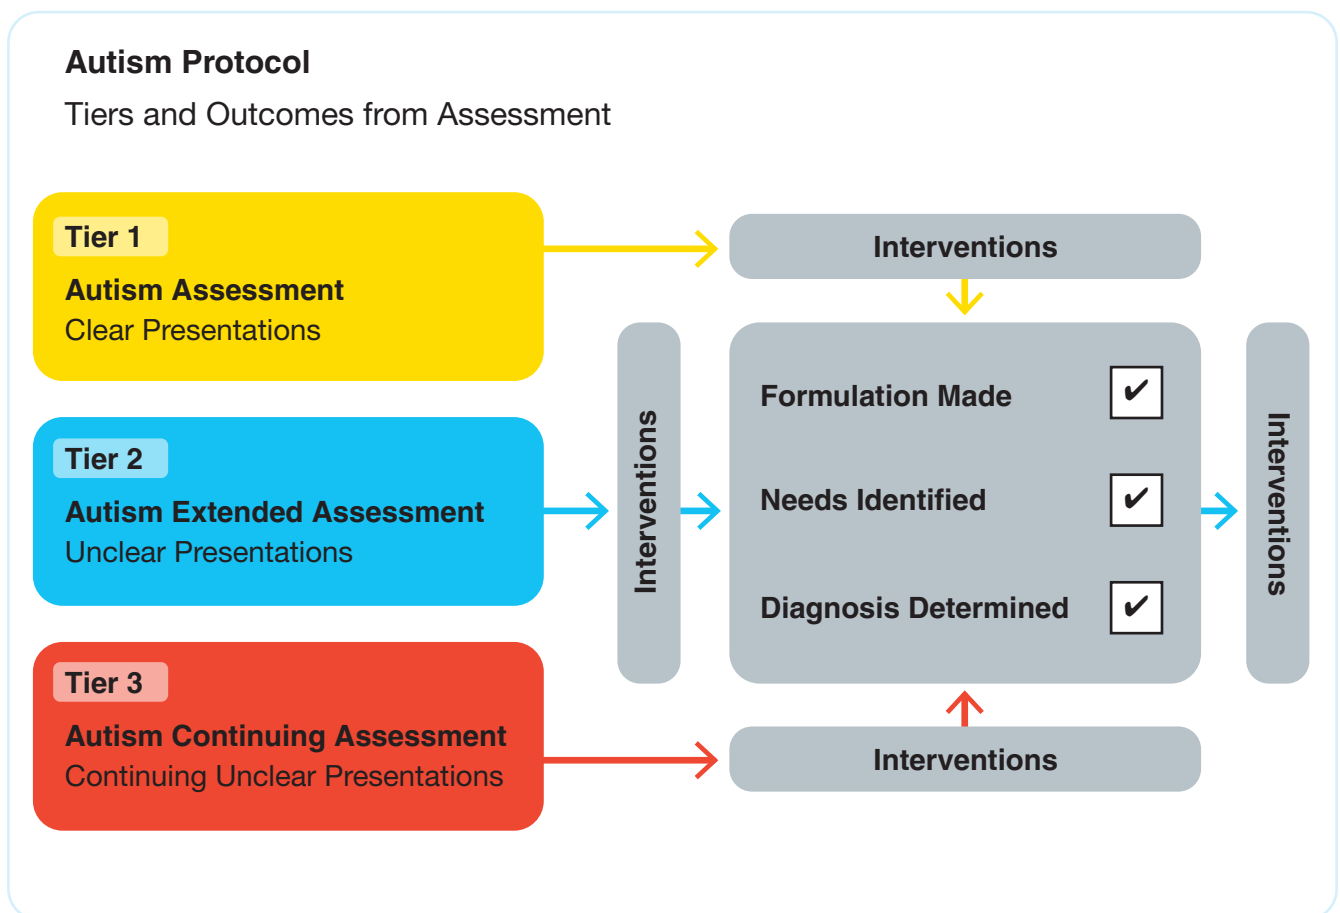 Autism Protocol
Tiers and Outcomes from Assessment
Tier 1
Autism Assessment
Clear Presentations
Tier 2
Autism Extended Assessment
Unclear Presentations
Tier 3
Autism Continuing Assessment
Continuing Unclear Presentations
Interventions
Interventions
Formulation Made ✔
Needs Identified ✔
Diagnosis Determined ✔
Interventions
Interventions